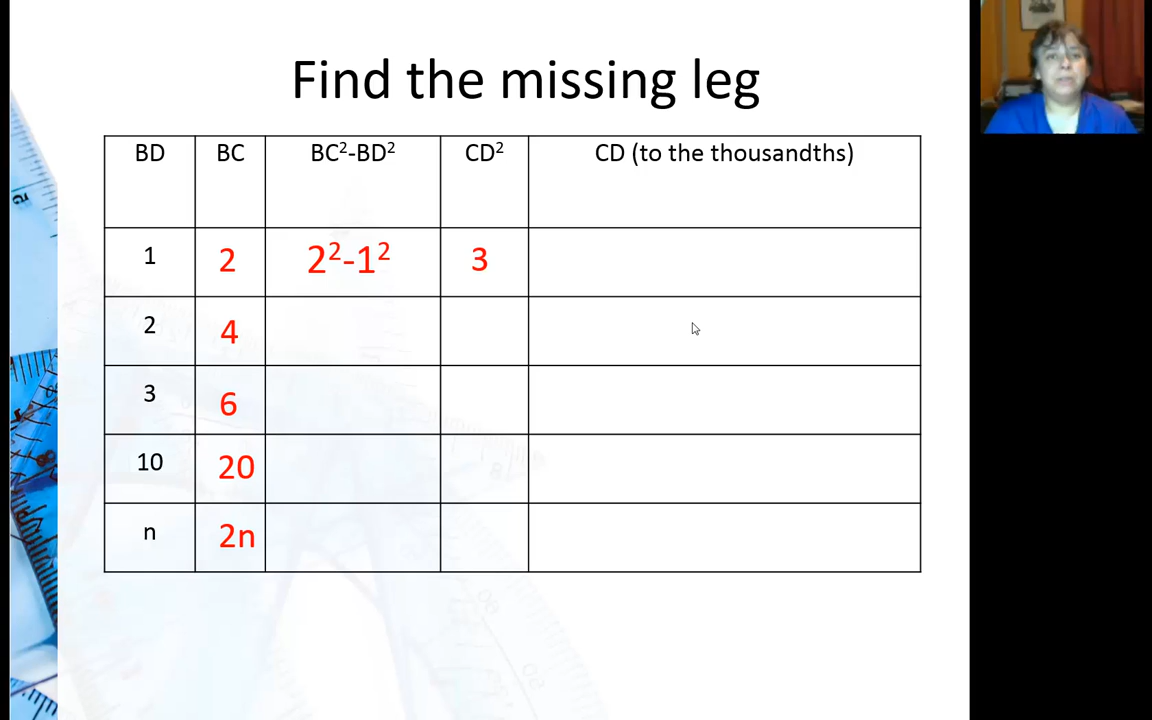 Find the missing leg
BD BC BC²-BD² CD² CD (to the thousandths)
1 2 2²-1² 3
2 4
3 6
10 20
n 2n